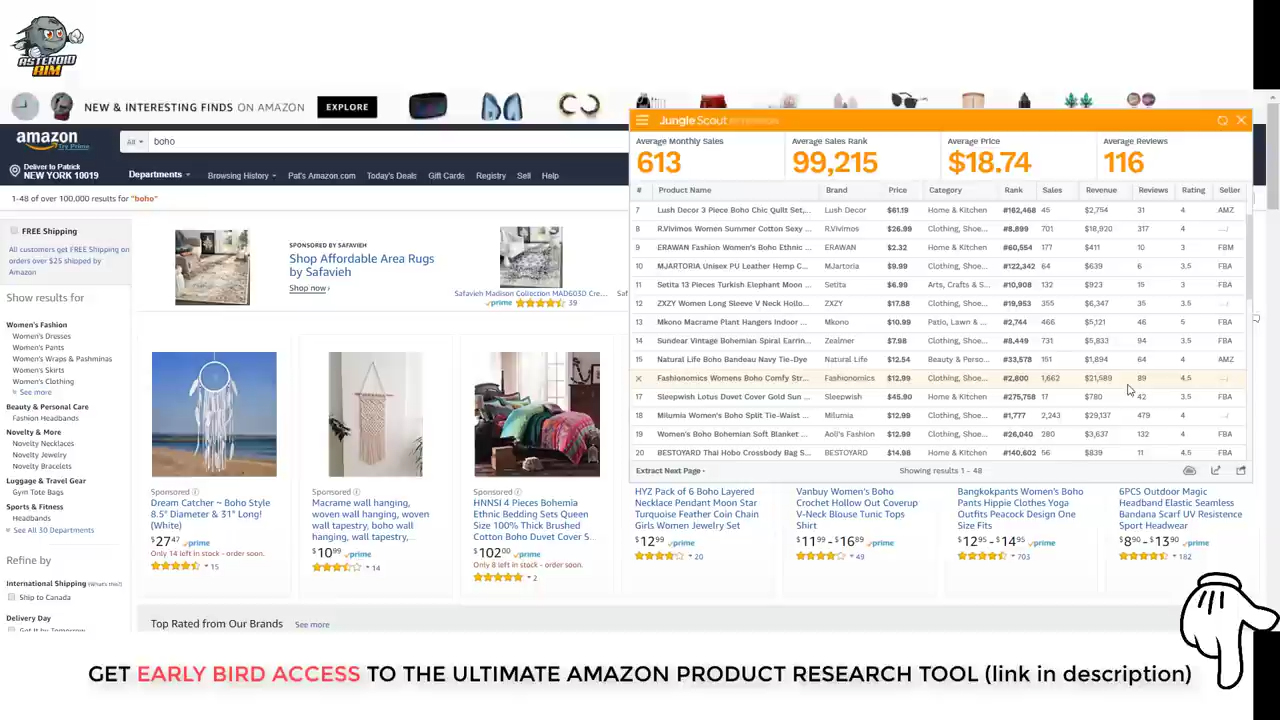 ASTEROID
AIM
NEW & INTERESTING FINDS ON AMAZON
EXPLORE
amazon
Try Prime
All
boho
Deliver to Patrick
NEW YORK 10019
Departments
Browsing History
Pat's Amazon.com
Today's Deals
Gift Cards
Registry
Sell
Help
1-48 of over 100,000 results for "boho"
FREE Shipping
All customers get FREE Shipping on
orders over $25 shipped by
Amazon
Show results for
Women's Fashion
Women's Dresses
Women's Pants
Women's Wraps & Pashminas
Women's Skirts
Women's Clothing
See more
Beauty & Personal Care
Fashion Headbands
Novelty & More
Novelty Necklaces
Novelty Jewelry
Novelty Bracelets
Luggage & Travel Gear
Gym Tote Bags
Sports & Fitness
Headbands
See All 30 Departments
Refine by
International Shipping (What's this?)
Ship to Canada
Delivery Day
Get It by Tomorrow
SPONSORED BY SAFAVIEH
Shop Affordable Area Rugs
by Safavieh
Shop now ›
Safavieh Madison Collection MAD603D Cre...
Saf
prime
39
Jungle Scout
Average Monthly Sales
613
Average Sales Rank
99,215
Average Price
$18.74
Average Reviews
116
# Product Name Brand Price Category Rank Sales Revenue Reviews Rating Seller
7 Lush Decor 3 Piece Boho Chic Quilt Set,... Lush Decor $61.19 Home & Kitchen #162,468 45 $2,754 31 4 AMZ
8 R.Vivimos Women Summer Cotton Sexy ... R.Vivimos $26.99 Clothing, Shoe... #8,899 701 $18,920 317 4
9 ERAWAN Fashion Women's Boho Ethnic ... ERAWAN $2.32 Home & Kitchen #60,554 177 $411 10 3 FBM
10 MJARTORIA Unisex PU Leather Hemp C... MJartoria $9.99 Clothing, Shoe... #122,342 64 $639 6 3.5 FBA
11 Setita 13 Pieces Turkish Elephant Moon ... Setita $6.99 Arts, Crafts & S... #10,908 132 $923 15 3 FBA
12 ZXZY Women Long Sleeve V Neck Hollo... ZXZY $17.88 Clothing, Shoe... #19,953 355 $6,347 35 3.5
13 Mkono Macrame Plant Hangers Indoor ... Mkono $10.99 Patio, Lawn & ... #2,744 466 $5,121 46 5 FBA
14 Sundear Vintage Bohemian Spiral Earrin... Zealmer $7.98 Clothing, Shoe... #8,449 731 $5,833 94 3.5 FBA
15 Natural Life Boho Bandeau Navy Tie-Dye Natural Life $12.54 Beauty & Perso... #33,578 151 $1,894 64 4 AMZ
× Fashionomics Womens Boho Comfy Str... Fashionomics $12.99 Clothing, Shoe... #2,800 1,662 $21,589 89 4.5
17 Sleepwish Lotus Duvet Cover Gold Sun ... Sleepwish $45.90 Home & Kitchen #275,758 17 $780 42 3.5 FBA
18 Milumia Women's Boho Split Tie-Waist ... Milumia $12.99 Clothing, Shoe... #1,777 2,243 $29,137 479 4
19 Women's Boho Bohemian Soft Blanket ... Aoli's Fashion $12.99 Clothing, Shoe... #26,040 280 $3,637 132 4 FBA
20 BESTOYARD Thai Hobo Crossbody Bag S... BESTOYARD $14.98 Home & Kitchen #140,602 56 $839 11 4.5 FBA
Extract Next Page ›
Showing results 1 - 48
Sponsored
Dream Catcher ~ Boho Style
8.5" Diameter & 31" Long!
(White)
$27 47 prime
Only 14 left in stock - order soon.
15
Sponsored
Macrame wall hanging,
woven wall hanging, woven
wall tapestry, boho wall
hanging, wall tapestry,...
$10 99 prime
14
Sponsored
HNNSI 4 Pieces Bohemia
Ethnic Bedding Sets Queen
Size 100% Thick Brushed
Cotton Boho Duvet Cover S...
$102 00 prime
Only 8 left in stock - order soon.
2
HYZ Pack of 6 Boho Layered
Necklace Pendant Moon Star
Turquoise Feather Coin Chain
Girls Women Jewelry Set
$12 99 prime
20
Vanbuy Women's Boho
Crochet Hollow Out Coverup
V-Neck Blouse Tunic Tops
Shirt
$11 99 - $16 89 prime
49
Bangkokpants Women's Boho
Pants Hippie Clothes Yoga
Outfits Peacock Design One
Size Fits
$12 95 - $14 95 prime
703
6PCS Outdoor Magic
Headband Elastic Seamless
Bandana Scarf UV Resistence
Sport Headwear
$8 90 - $13 90 prime
182
Top Rated from Our Brands
See more
GET EARLY BIRD ACCESS TO THE ULTIMATE AMAZON PRODUCT RESEARCH TOOL (link in description)